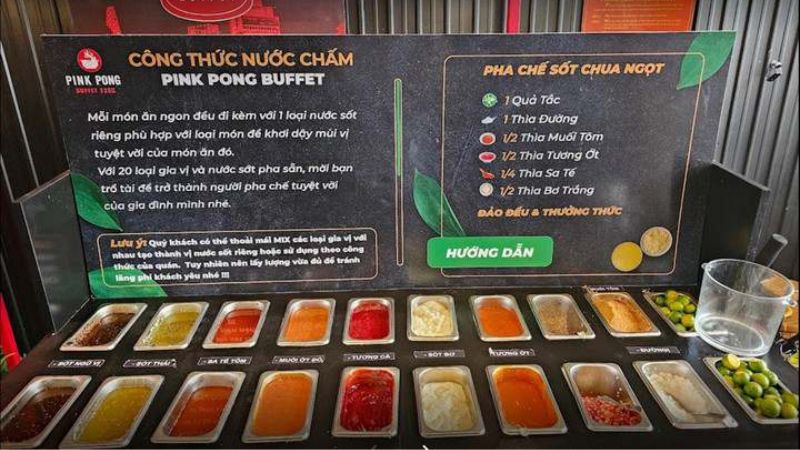 PINK PONG
CÔNG THỨC NƯỚC CHẤM
PINK PONG BUFFET
Mỗi món ăn ngon đều đi kèm với 1 loại nước sốt
riêng phù hợp với loại món để khơi dậy mùi vị
tuyệt vời của món ăn đó.
Với 20 loại gia vị và nước sốt pha sẵn, mời bạn
trổ tài để trở thành người pha chế tuyệt vời
của gia đình mình nhé.
Lưu ý: Quý khách có thể thoải mái MIX các loại gia vị với
nhau tạo thành vị nước sốt riêng hoặc sử dụng theo công
thức của quán. Tuy nhiên nên lấy lượng vừa đủ để tránh
lãng phí khách yêu nhé !!!
PHA CHẾ SỐT CHUA NGỌT
1 Quả Tắc
1 Thìa Đường
1/2 Thìa Muối Tôm
1/2 Thìa Tương Ớt
1/4 Thìa Sa Tế
1/2 Thìa Bơ Trắng
ĐẢO ĐỀU & THƯỞNG THỨC
HƯỚNG DẪN
MUỐI TÔM
SỐT NGŨ VỊ
SỐT THÁI
SA TẾ TÔM
MUỐI ỚT ĐỎ
TƯƠNG CÀ
SỐT BƠ
TƯƠNG ỚT
ĐƯỜNG